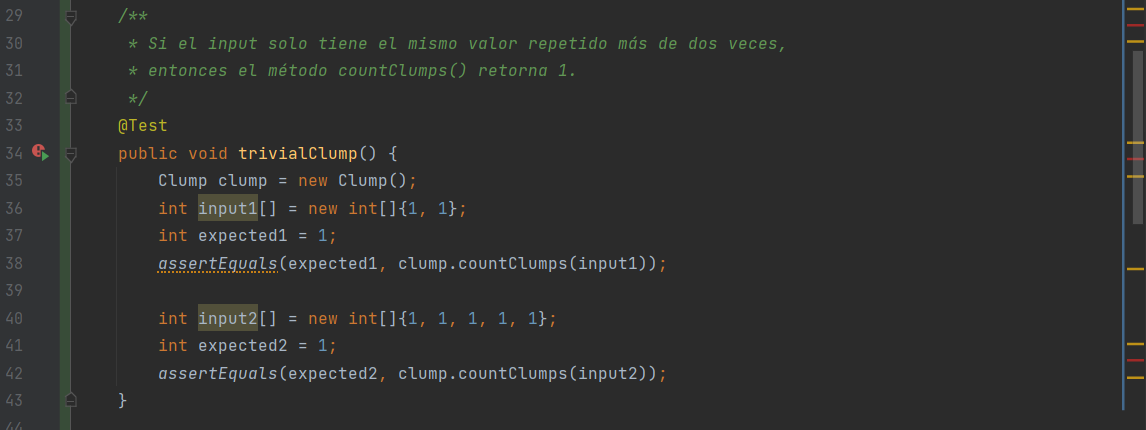 29 /**
30 * Si el input solo tiene el mismo valor repetido más de dos veces,
31 * entonces el método countClumps() retorna 1.
32 */
33 @Test
34 public void trivialClump() {
35 Clump clump = new Clump();
36 int input1[] = new int[]{1, 1};
37 int expected1 = 1;
38 assertEquals(expected1, clump.countClumps(input1));
39
40 int input2[] = new int[]{1, 1, 1, 1, 1};
41 int expected2 = 1;
42 assertEquals(expected2, clump.countClumps(input2));
43 }
44